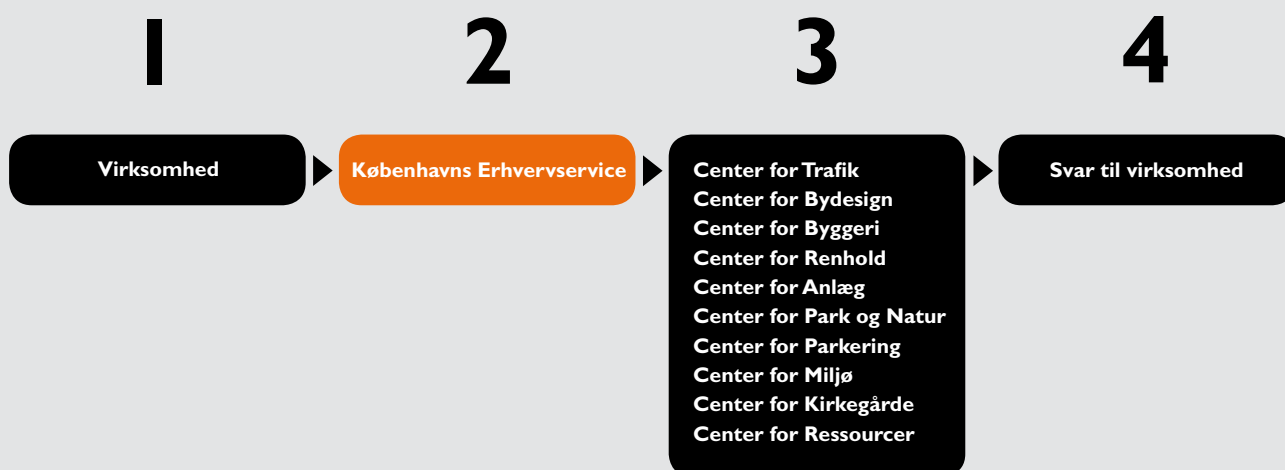 1
2
3
4
Virksomhed
Københavns Erhvervservice
Center for Trafik
Center for Bydesign
Center for Byggeri
Center for Renhold
Center for Anlæg
Center for Park og Natur
Center for Parkering
Center for Miljø
Center for Kirkegårde
Center for Ressourcer
Svar til virksomhed